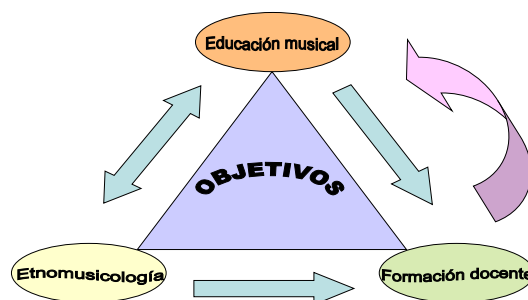 Educación musical
OBJETIVOS
Etnomusicología
Formación docente